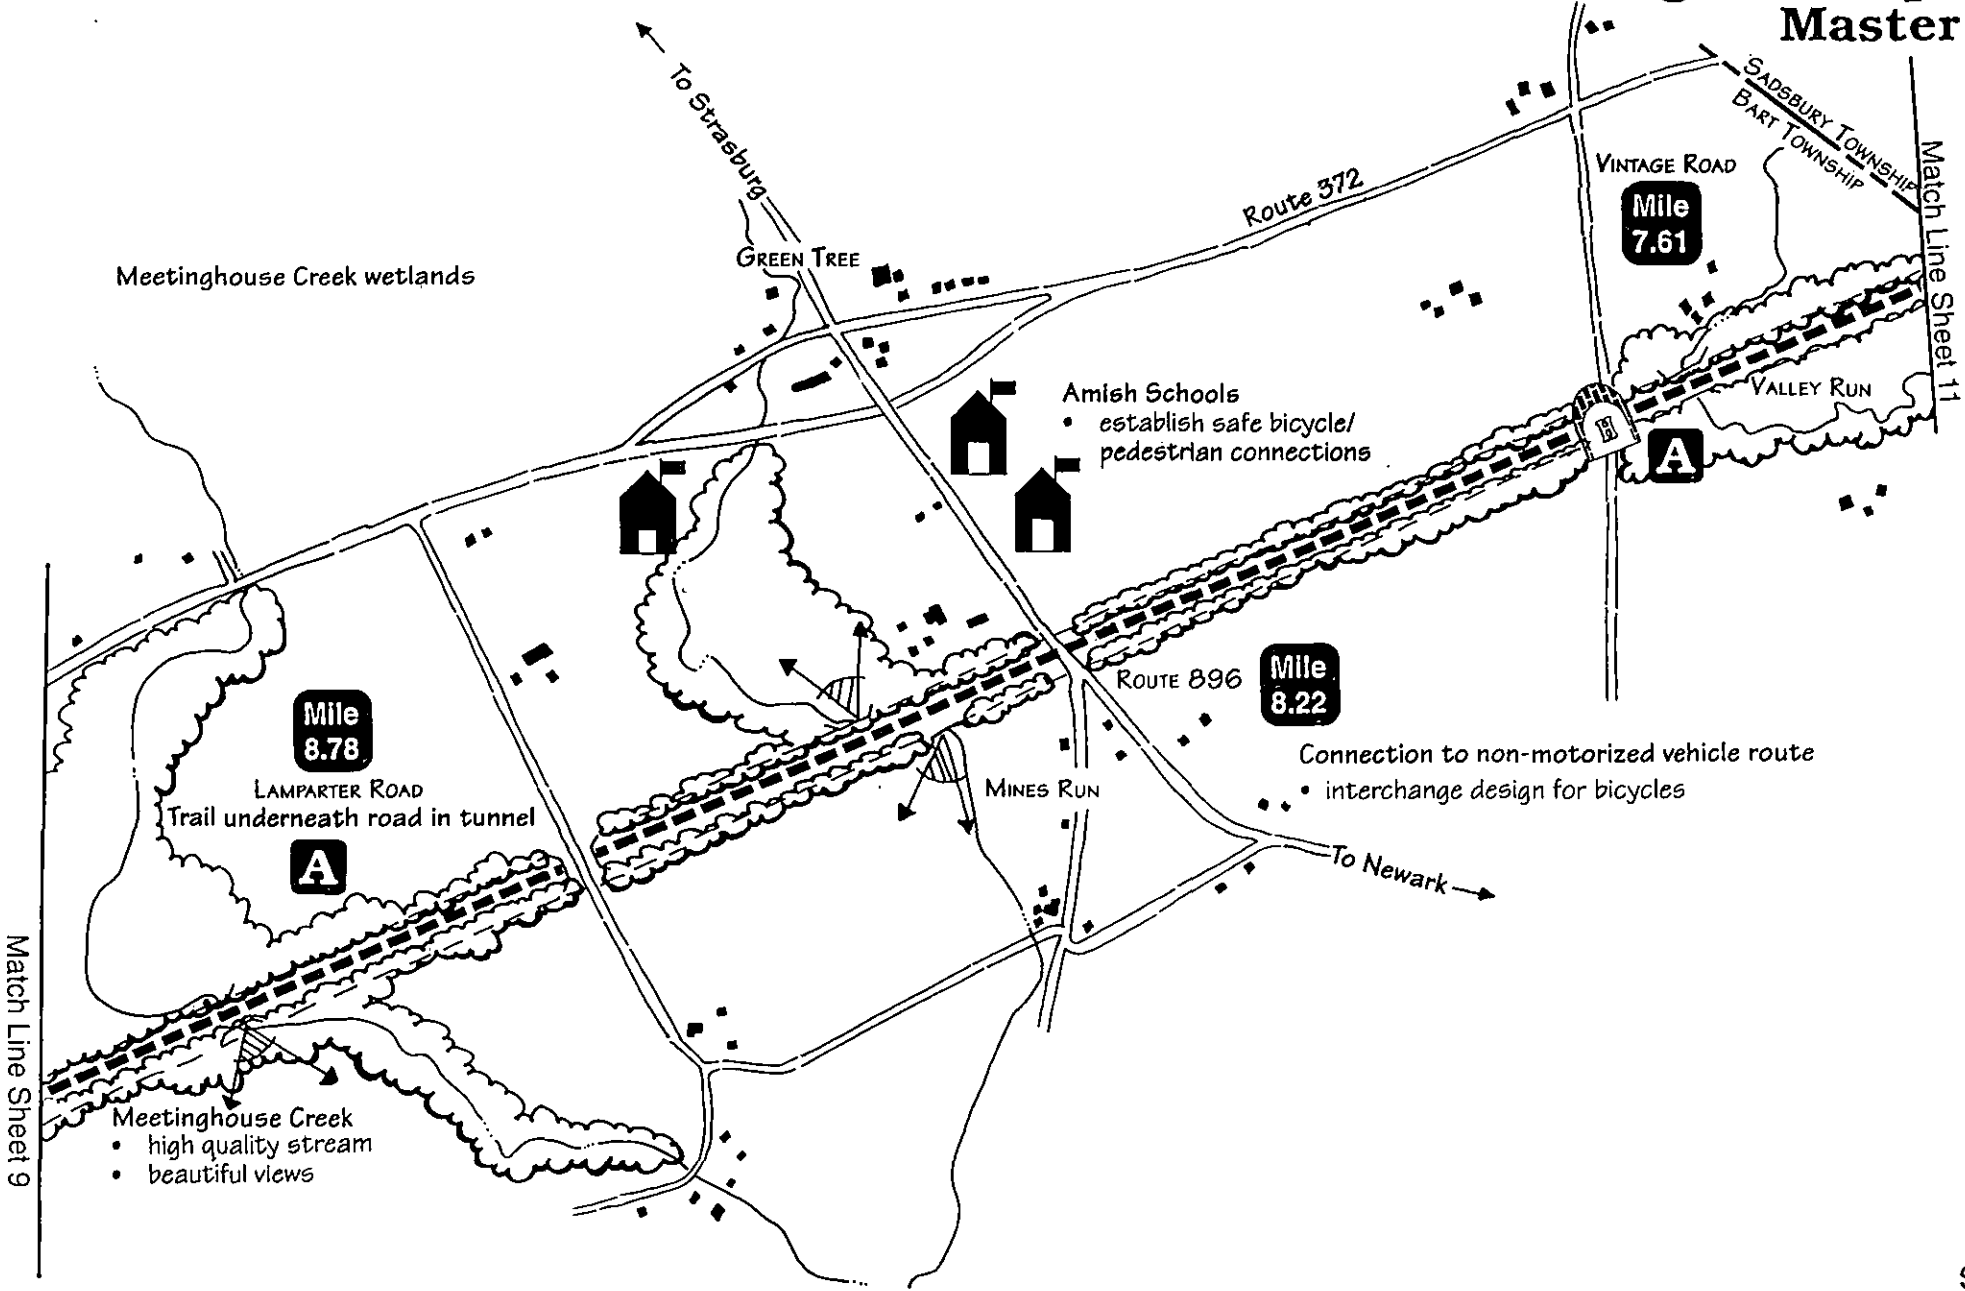 Master
To Strasburg
SADSBURY TOWNSHIP
BART TOWNSHIP
Match Line Sheet 11
VINTAGE ROAD
Mile
7.61
Route 372
GREEN TREE
Meetinghouse Creek wetlands
Amish Schools
• establish safe bicycle/
pedestrian connections
VALLEY RUN
A
ROUTE 896
Mile
8.22
Mile
8.78
LAMPARTER ROAD
Trail underneath road in tunnel
A
Connection to non-motorized vehicle route
• interchange design for bicycles
MINES RUN
To Newark
Match Line Sheet 9
Meetinghouse Creek
• high quality stream
• beautiful views